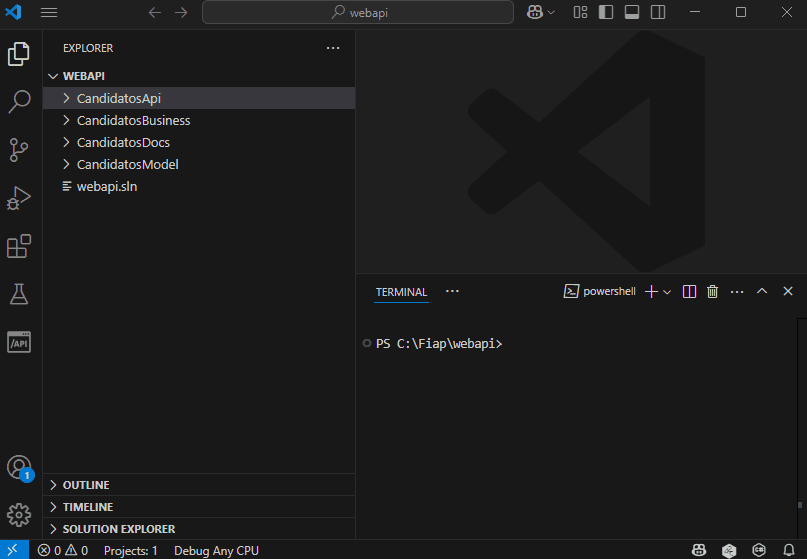 webapi
EXPLORER
WEBAPI
CandidatosApi
CandidatosBusiness
CandidatosDocs
CandidatosModel
webapi.sln
/API
1
OUTLINE
TIMELINE
SOLUTION EXPLORER
TERMINAL
powershell
PS C:\Fiap\webapi>
0 0 Projects: 1 Debug Any CPU